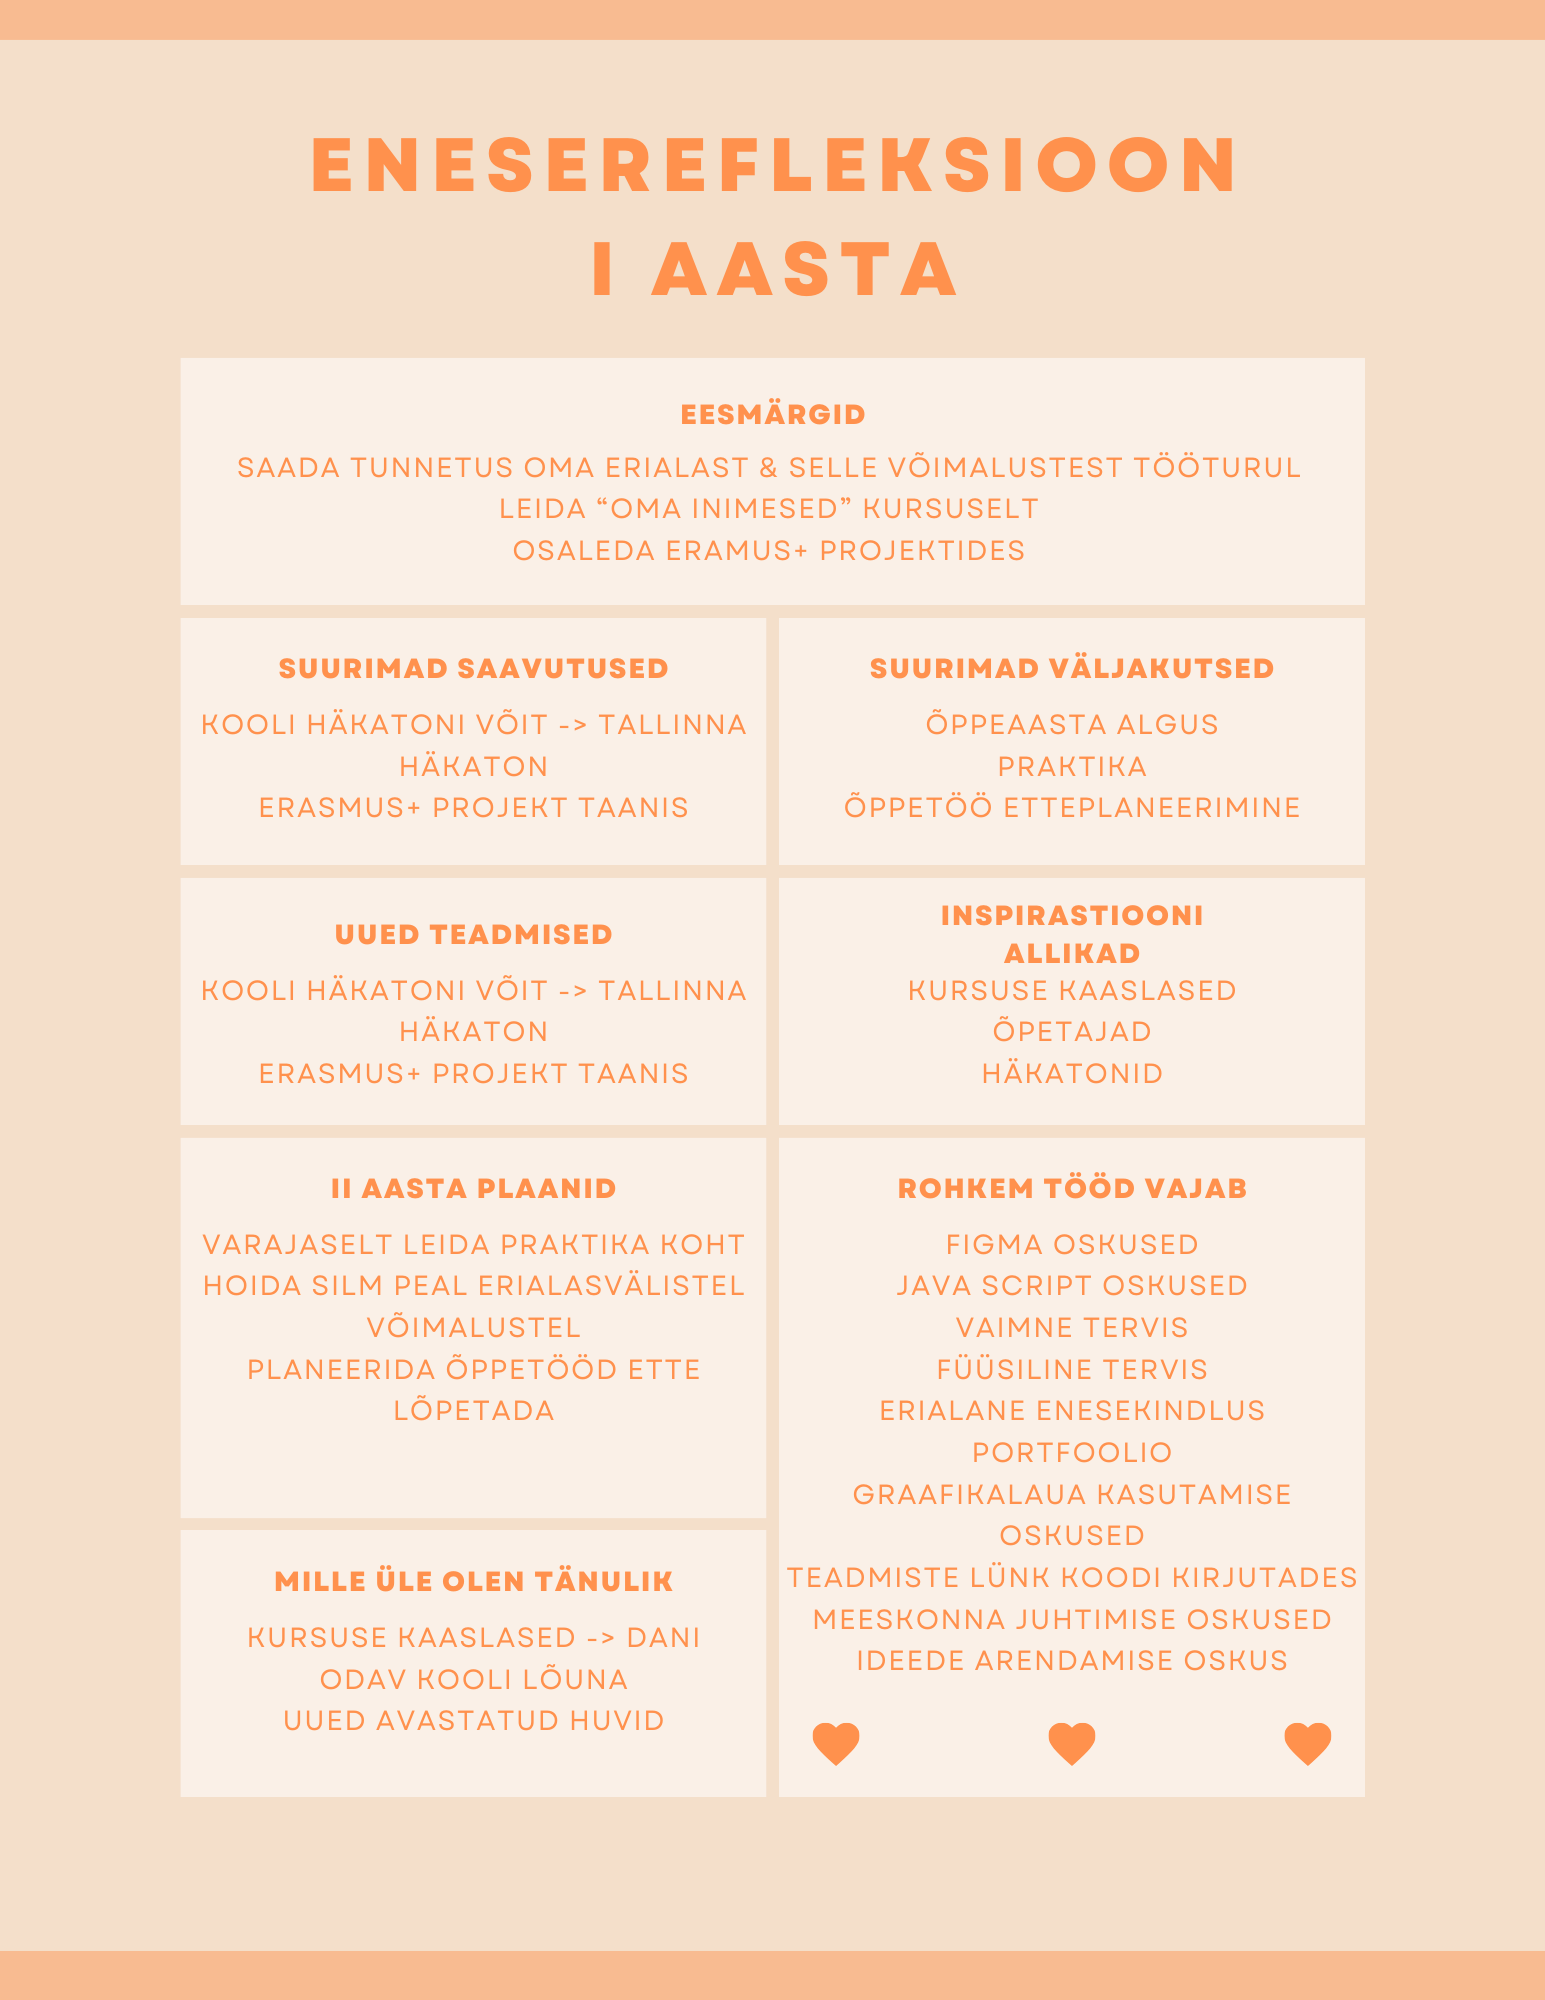 ENESEREFLEKSIOON
I AASTA
EESMÄRGID
SAADA TUNNETUS OMA ERIALAST & SELLE VÕIMALUSTEST TÖÖTURUL
LEIDA “OMA INIMESED” KURSUSELT
OSALEDA ERAMUS+ PROJEKTIDES
SUURIMAD SAAVUTUSED
KOOLI HÄKATONI VÕIT -> TALLINNA
HÄKATON
ERASMUS+ PROJEKT TAANIS
SUURIMAD VÄLJAKUTSED
ÕPPEAASTA ALGUS
PRAKTIKA
ÕPPETÖÖ ETTEPLANEERIMINE
UUED TEADMISED
KOOLI HÄKATONI VÕIT -> TALLINNA
HÄKATON
ERASMUS+ PROJEKT TAANIS
INSPIRASTIOONI
ALLIKAD
KURSUSE KAASLASED
ÕPETAJAD
HÄKATONID
II AASTA PLAANID
VARAJASELT LEIDA PRAKTIKA KOHT
HOIDA SILM PEAL ERIALASVÄLISTEL
VÕIMALUSTEL
PLANEERIDA ÕPPETÖÖD ETTE
LÕPETADA
ROHKEM TÖÖD VAJAB
FIGMA OSKUSED
JAVA SCRIPT OSKUSED
VAIMNE TERVIS
FÜÜSILINE TERVIS
ERIALANE ENESEKINDLUS
PORTFOOLIO
GRAAFIKALAUA KASUTAMISE
OSKUSED
TEADMISTE LÜNK KOODI KIRJUTADES
MEESKONNA JUHTIMISE OSKUSED
IDEEDE ARENDAMISE OSKUS
MILLE ÜLE OLEN TÄNULIK
KURSUSE KAASLASED -> DANI
ODAV KOOLI LÕUNA
UUED AVASTATUD HUVID